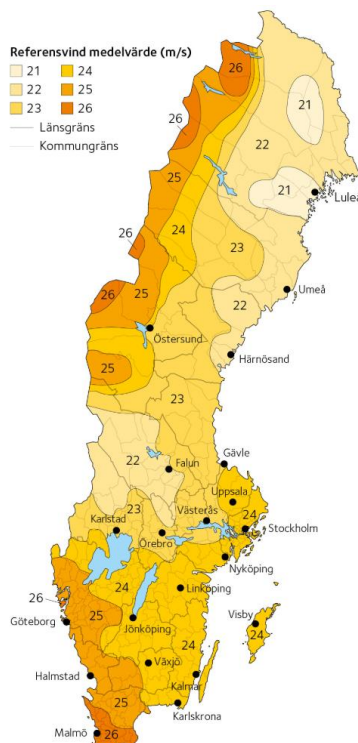 Referensvind medelvärde (m/s)
21 24
22 25
23 26
Länsgräns
Kommungräns
26
21
26
22
25
21
Luleå
24
26
23
26
25
22
Umeå
Östersund
Härnösand
25
23
22
Gävle
Falun
Uppsala
Västerås
23
24
Karlstad
Stockholm
Örebro
Nyköping
24
Linköping
26
Visby
25
Göteborg
Jönköping
24
24
Växjö
Halmstad
Kalmar
25
Karlskrona
Malmö
26